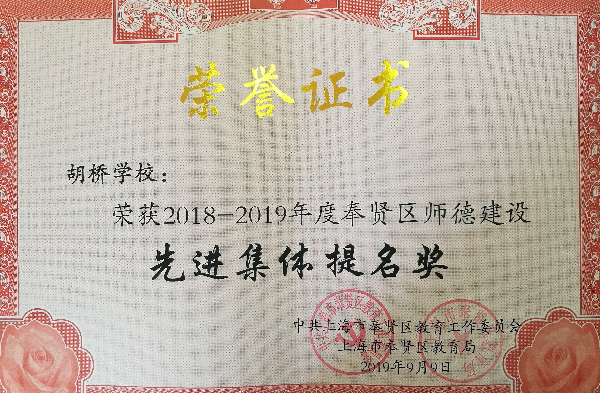 荣誉证书
胡桥学校：
荣获2018-2019年度奉贤区师德建设
先进集体提名奖
中共上海市奉贤区教育工作委员会
上海市奉贤区教育局
2019年9月9日